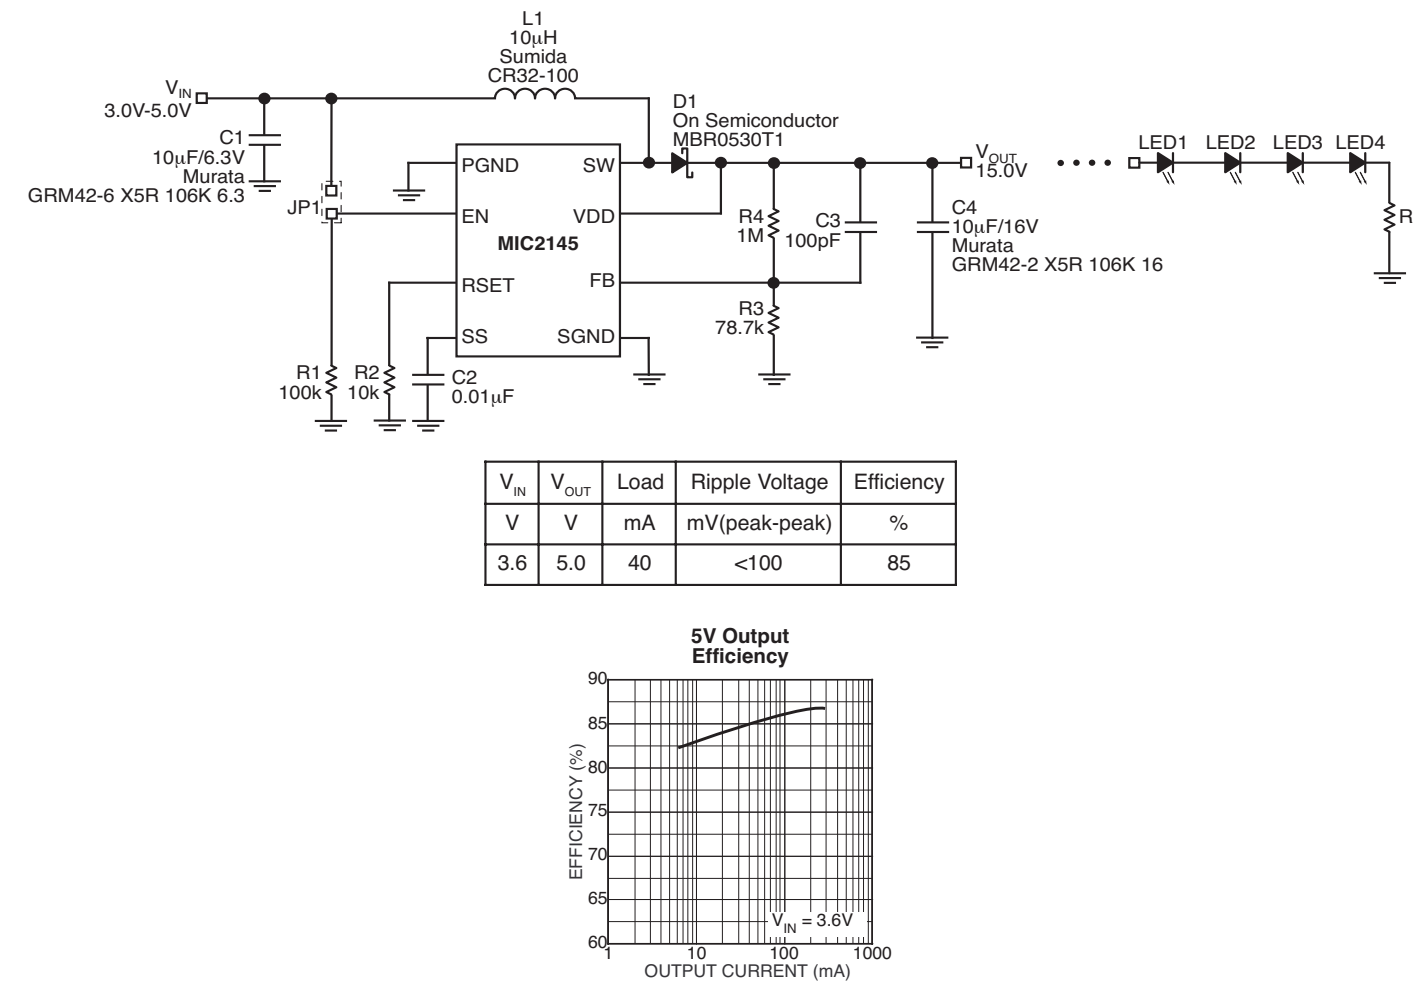 L1
10µH
Sumida
CR32-100
VIN
3.0V-5.0V
C1
10µF/6.3V
Murata
GRM42-6 X5R 106K 6.3
JP1
D1
On Semiconductor
MBR0530T1
PGND
SW
EN
VDD
MIC2145
RSET
FB
SS
SGND
R4
1M
C3
100pF
R3
78.7k
VOUT
15.0V
C4
10µF/16V
Murata
GRM42-2 X5R 106K 16
LED1 LED2 LED3 LED4
R
R1
100k
R2
10k
C2
0.01µF
VIN VOUT Load Ripple Voltage Efficiency
V V mA mV(peak-peak) %
3.6 5.0 40 <100 85
5V Output
Efficiency
EFFICIENCY (%)
90
85
80
75
70
65
60
VIN = 3.6V
1 10 100 1000
OUTPUT CURRENT (mA)